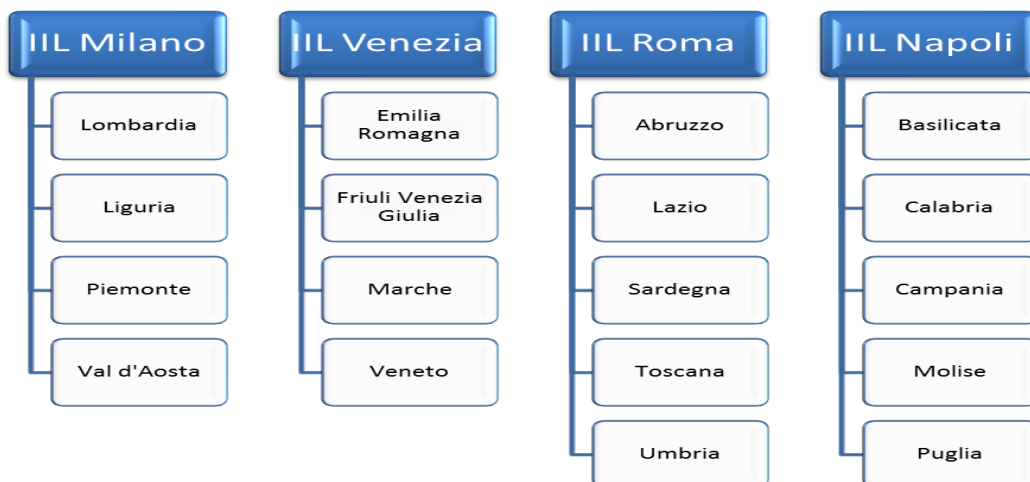 IIL Milano
Lombardia
Liguria
Piemonte
Val d'Aosta
IIL Venezia
Emilia
Romagna
Friuli Venezia
Giulia
Marche
Veneto
IIL Roma
Abruzzo
Lazio
Sardegna
Toscana
Umbria
IIL Napoli
Basilicata
Calabria
Campania
Molise
Puglia